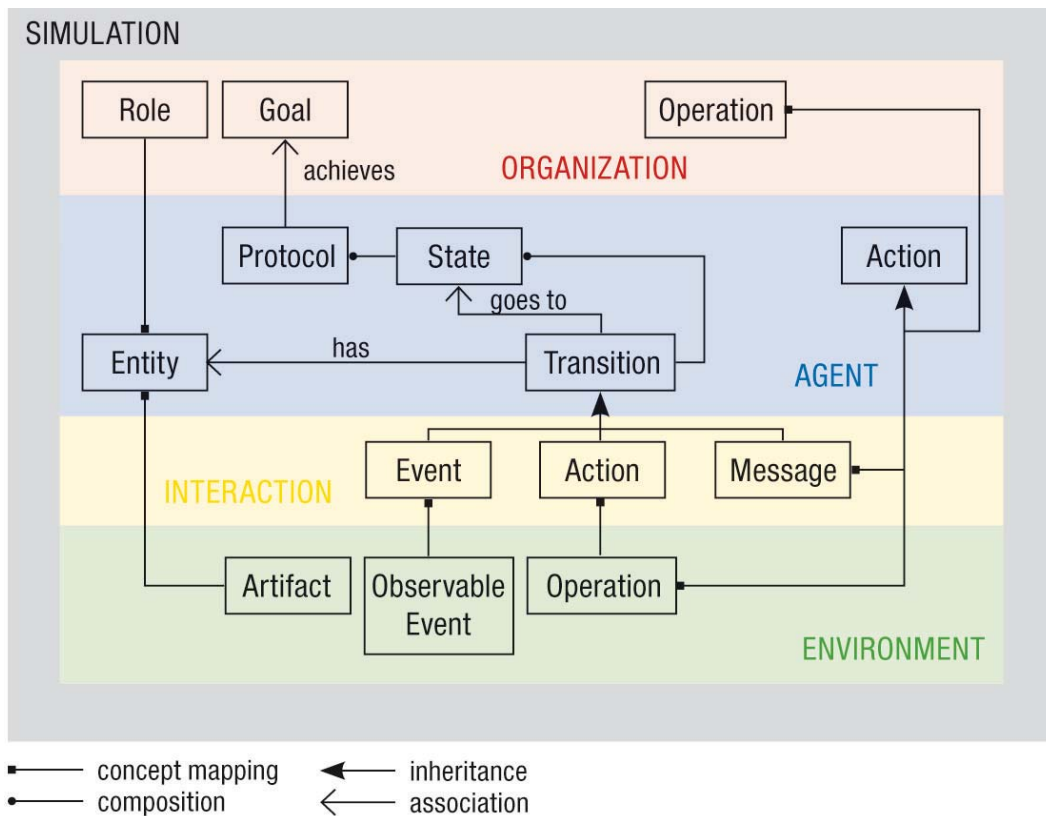 SIMULATION
Role
Goal
Operation
achieves
ORGANIZATION
Protocol
State
Action
goes to
Entity
has
Transition
AGENT
Event
Action
Message
INTERACTION
Artifact
Observable
Event
Operation
ENVIRONMENT
concept mapping
inheritance
composition
association